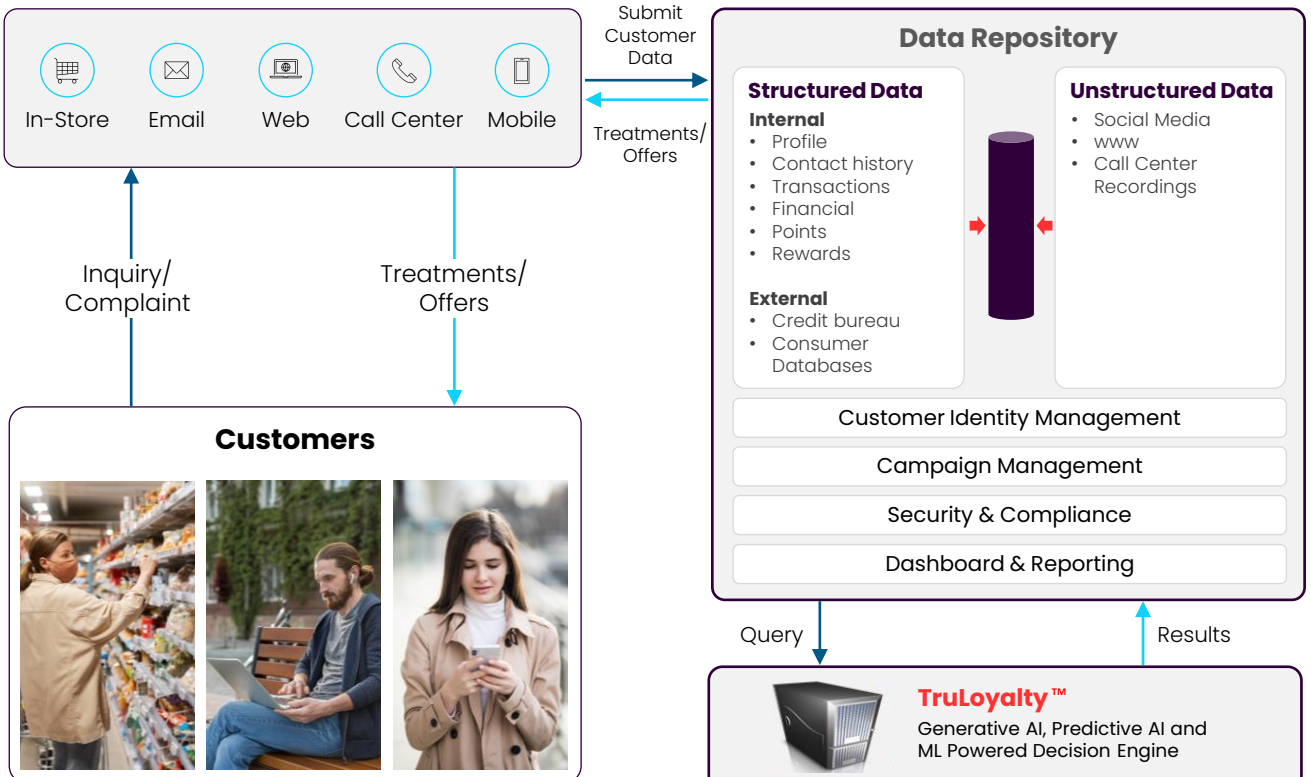 In-Store
Email
Web
Call Center
Mobile
Submit
Customer
Data
Treatments/
Offers
Inquiry/
Complaint
Treatments/
Offers
Customers
Data Repository
Structured Data
Internal
• Profile
• Contact history
• Transactions
• Financial
• Points
• Rewards
External
• Credit bureau
• Consumer
Databases
Unstructured Data
• Social Media
• www
• Call Center
Recordings
Customer Identity Management
Campaign Management
Security & Compliance
Dashboard & Reporting
Query
Results
TruLoyalty™
Generative AI, Predictive AI and
ML Powered Decision Engine